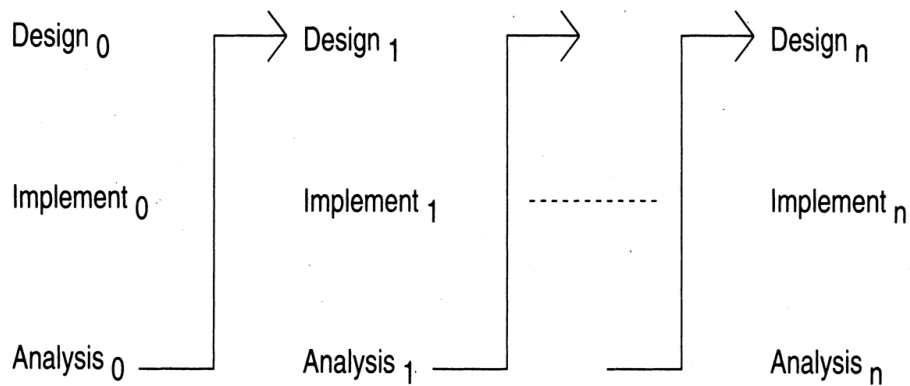 Design 0
Implement 0
Analysis 0
Design 1
Implement 1
Analysis 1
Design n
Implement n
Analysis n